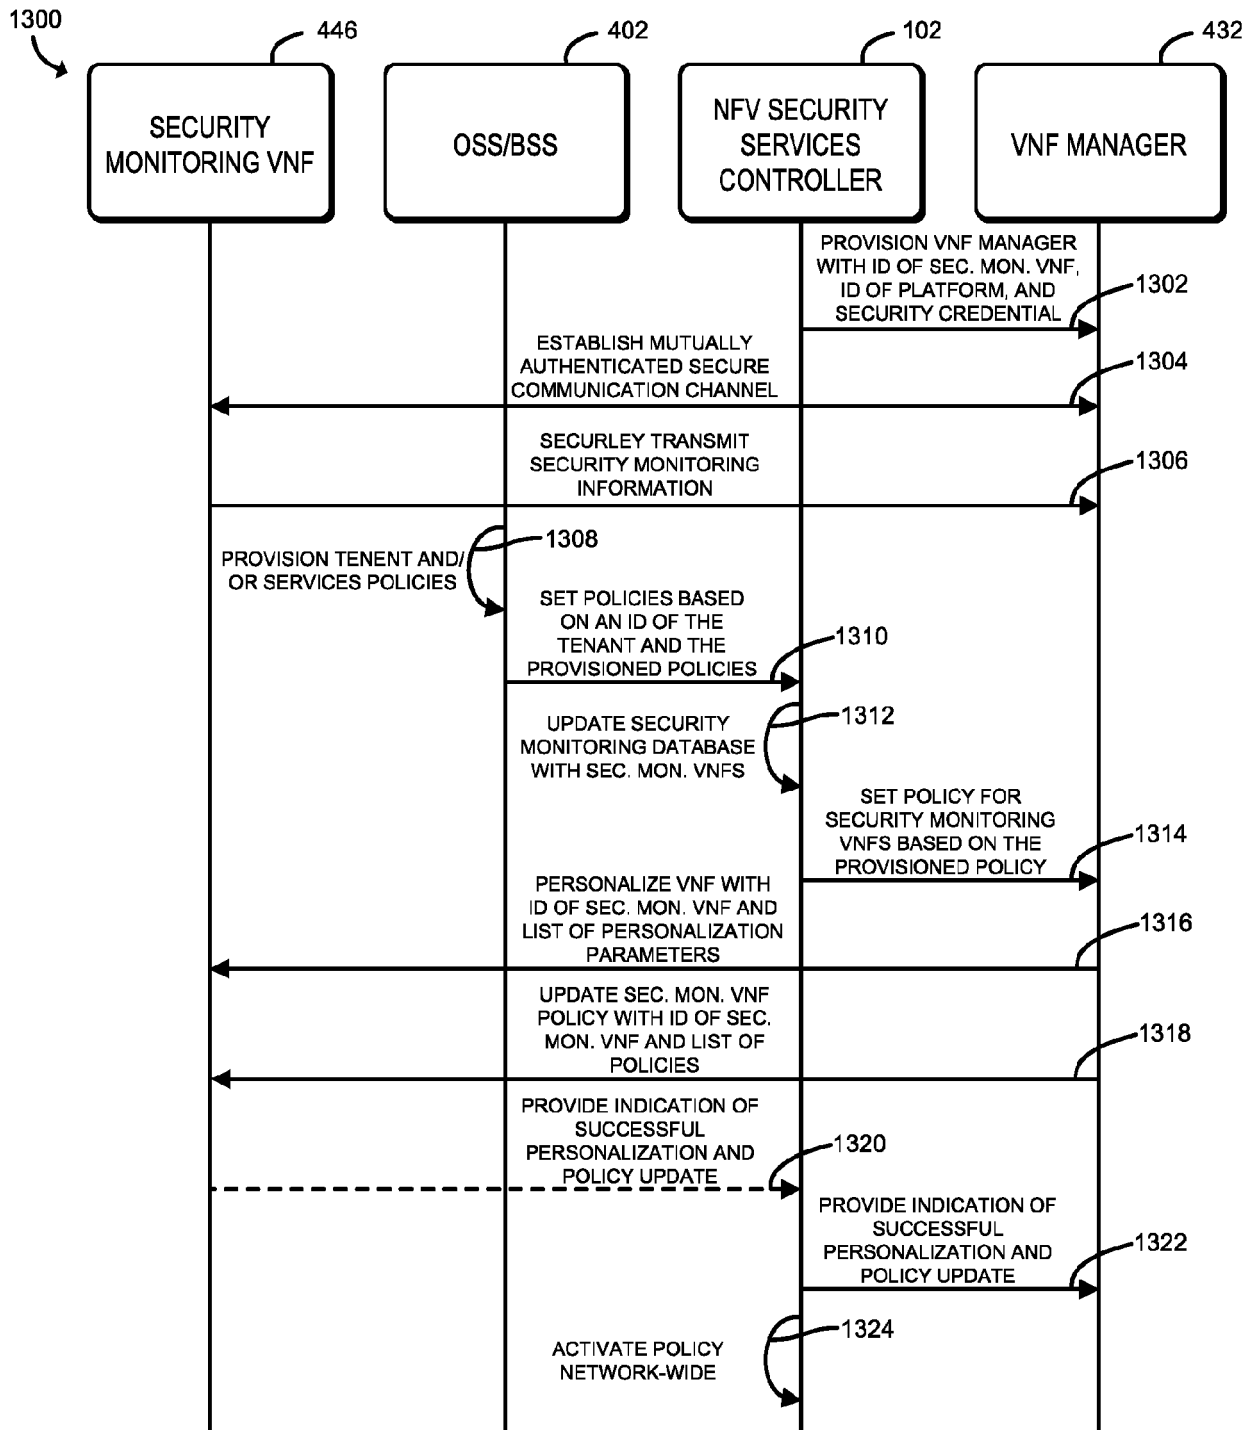 1300
446
402
102
432
SECURITY
MONITORING VNF
OSS/BSS
NFV SECURITY
SERVICES
CONTROLLER
VNF MANAGER
PROVISION VNF MANAGER
WITH ID OF SEC. MON. VNF,
ID OF PLATFORM, AND
SECURITY CREDENTIAL
1302
ESTABLISH MUTUALLY
AUTHENTICATED SECURE
COMMUNICATION CHANNEL
1304
SECURLEY TRANSMIT
SECURITY MONITORING
INFORMATION
1306
1308
PROVISION TENENT AND/
OR SERVICES POLICIES
SET POLICIES BASED
ON AN ID OF THE
TENANT AND THE
PROVISIONED POLICIES
1310
1312
UPDATE SECURITY
MONITORING DATABASE
WITH SEC. MON. VNFS
SET POLICY FOR
SECURITY MONITORING
VNFS BASED ON THE
PROVISIONED POLICY
1314
PERSONALIZE VNF WITH
ID OF SEC. MON. VNF AND
LIST OF PERSONALIZATION
PARAMETERS
1316
UPDATE SEC. MON. VNF
POLICY WITH ID OF SEC.
MON. VNF AND LIST OF
POLICIES
1318
PROVIDE INDICATION OF
SUCCESSFUL
PERSONALIZATION AND
POLICY UPDATE
1320
PROVIDE INDICATION OF
SUCCESSFUL
PERSONALIZATION AND
POLICY UPDATE
1322
1324
ACTIVATE POLICY
NETWORK-WIDE